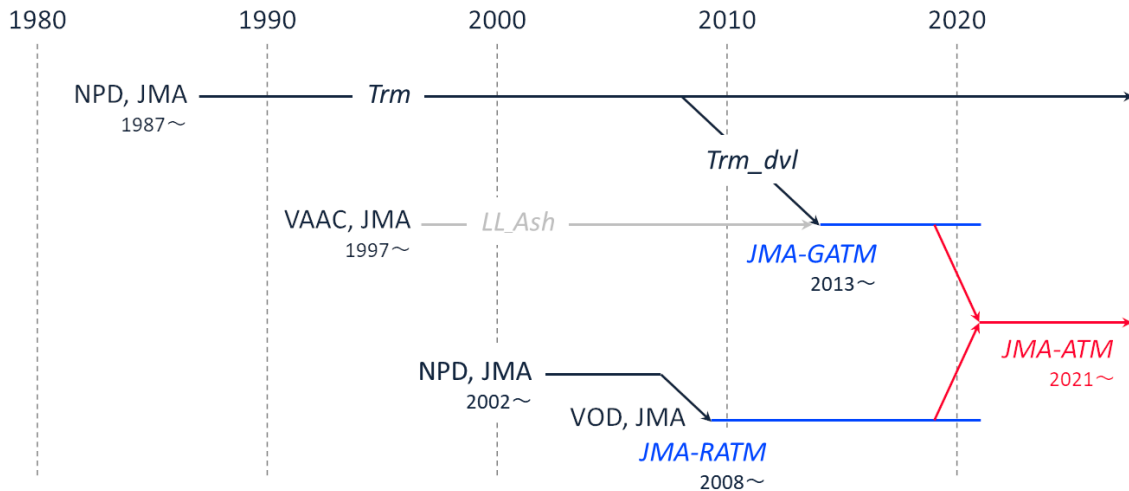 1980 1990 2000 2010 2020
NPD, JMA Trm
1987～
Trm_dvl
VAAC, JMA LL_Ash
1997～
JMA-GATM
2013～
JMA-ATM
2021～
NPD, JMA
2002～
VOD, JMA
JMA-RATM
2008～